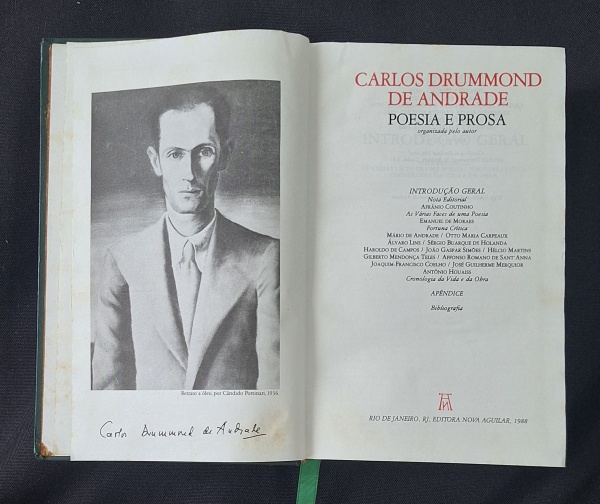 Retrato a óleo, por Cândido Portinari, 1936.
Carlos Drummond de Andrade
CARLOS DRUMMOND
DE ANDRADE
POESIA E PROSA
organizada pelo autor
INTRODUÇÃO GERAL
Nota Editorial
AFRÂNIO COUTINHO
As Várias Faces de uma Poesia
EMANUEL DE MORAES
Fortuna Crítica
MÁRIO DE ANDRADE / OTTO MARIA CARPEAUX
ÁLVARO LINS / SÉRGIO BUARQUE DE HOLANDA
HAROLDO DE CAMPOS / JOÃO GASPAR SIMÕES / HÉLCIO MARTINS
GILBERTO MENDONÇA TELES / AFFONSO ROMANO DE SANT'ANNA
JOAQUIM-FRANCISCO COELHO / JOSÉ GUILHERME MERQUIOR
ANTÔNIO HOUAISS
Cronologia da Vida e da Obra
APÊNDICE
Bibliografia
RIO DE JANEIRO, RJ, EDITORA NOVA AGUILAR, 1988